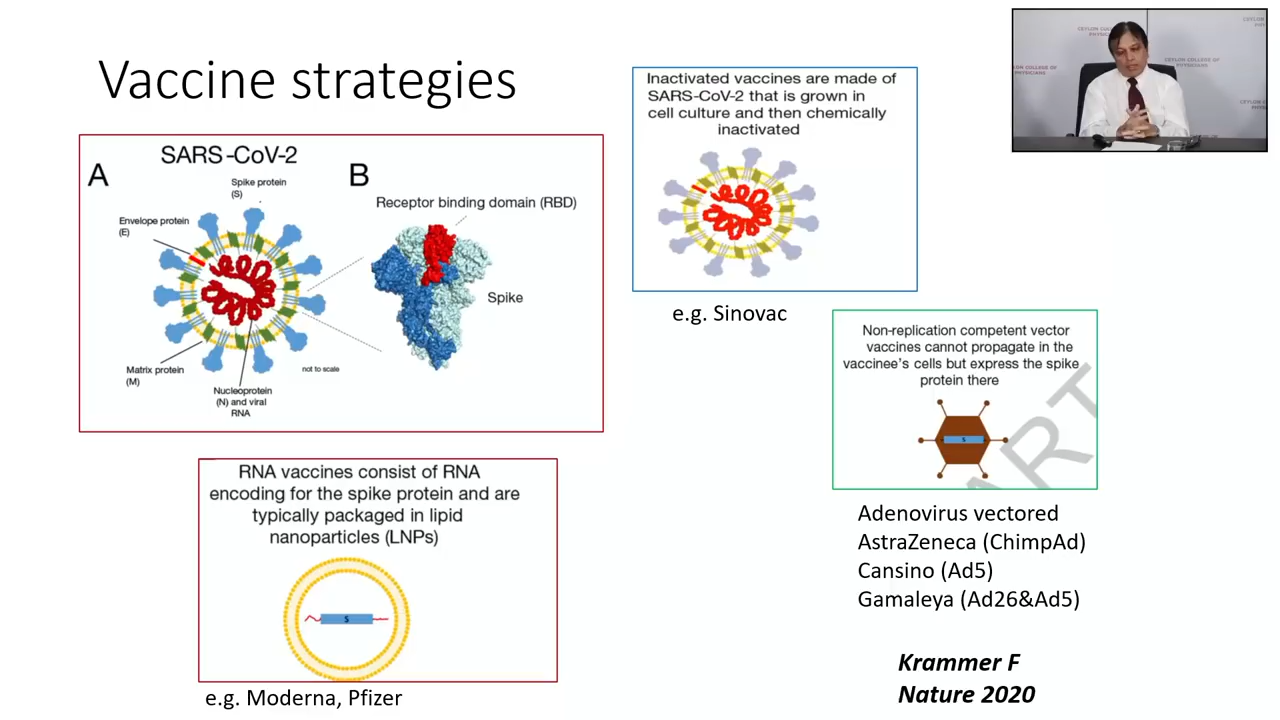 Vaccine strategies
SARS-CoV-2
A
B
Spike protein
(S)
Envelope protein
(E)
Matrix protein
(M)
Nucleoprotein
(N) and viral
RNA
not to scale
Receptor binding domain (RBD)
Spike
Inactivated vaccines are made of
SARS-CoV-2 that is grown in
cell culture and then chemically
inactivated
e.g. Sinovac
Non-replication competent vector
vaccines cannot propagate in the
vaccinee's cells but express the spike
protein there
S
ART
Adenovirus vectored
AstraZeneca (ChimpAd)
Cansino (Ad5)
Gamaleya (Ad26&Ad5)
RNA vaccines consist of RNA
encoding for the spike protein and are
typically packaged in lipid
nanoparticles (LNPs)
S
e.g. Moderna, Pfizer
Krammer F
Nature 2020
CEYLON COLLEGE OF
PHYSICIANS
CEYLON COLLEGE OF
PHYSICIANS